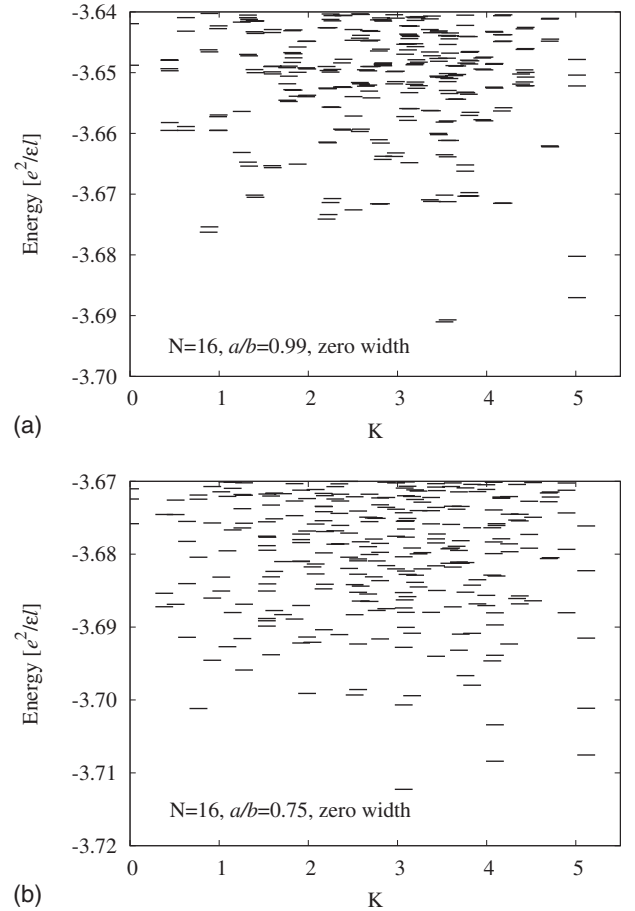 -3.64
-3.65
-3.66
-3.67
-3.68
-3.69
-3.70
Energy [e²/εl]
N=16, a/b=0.99, zero width
0 1 2 3 4 5
K
(a)
-3.67
-3.68
-3.69
-3.70
-3.71
-3.72
Energy [e²/εl]
N=16, a/b=0.75, zero width
0 1 2 3 4 5
K
(b)